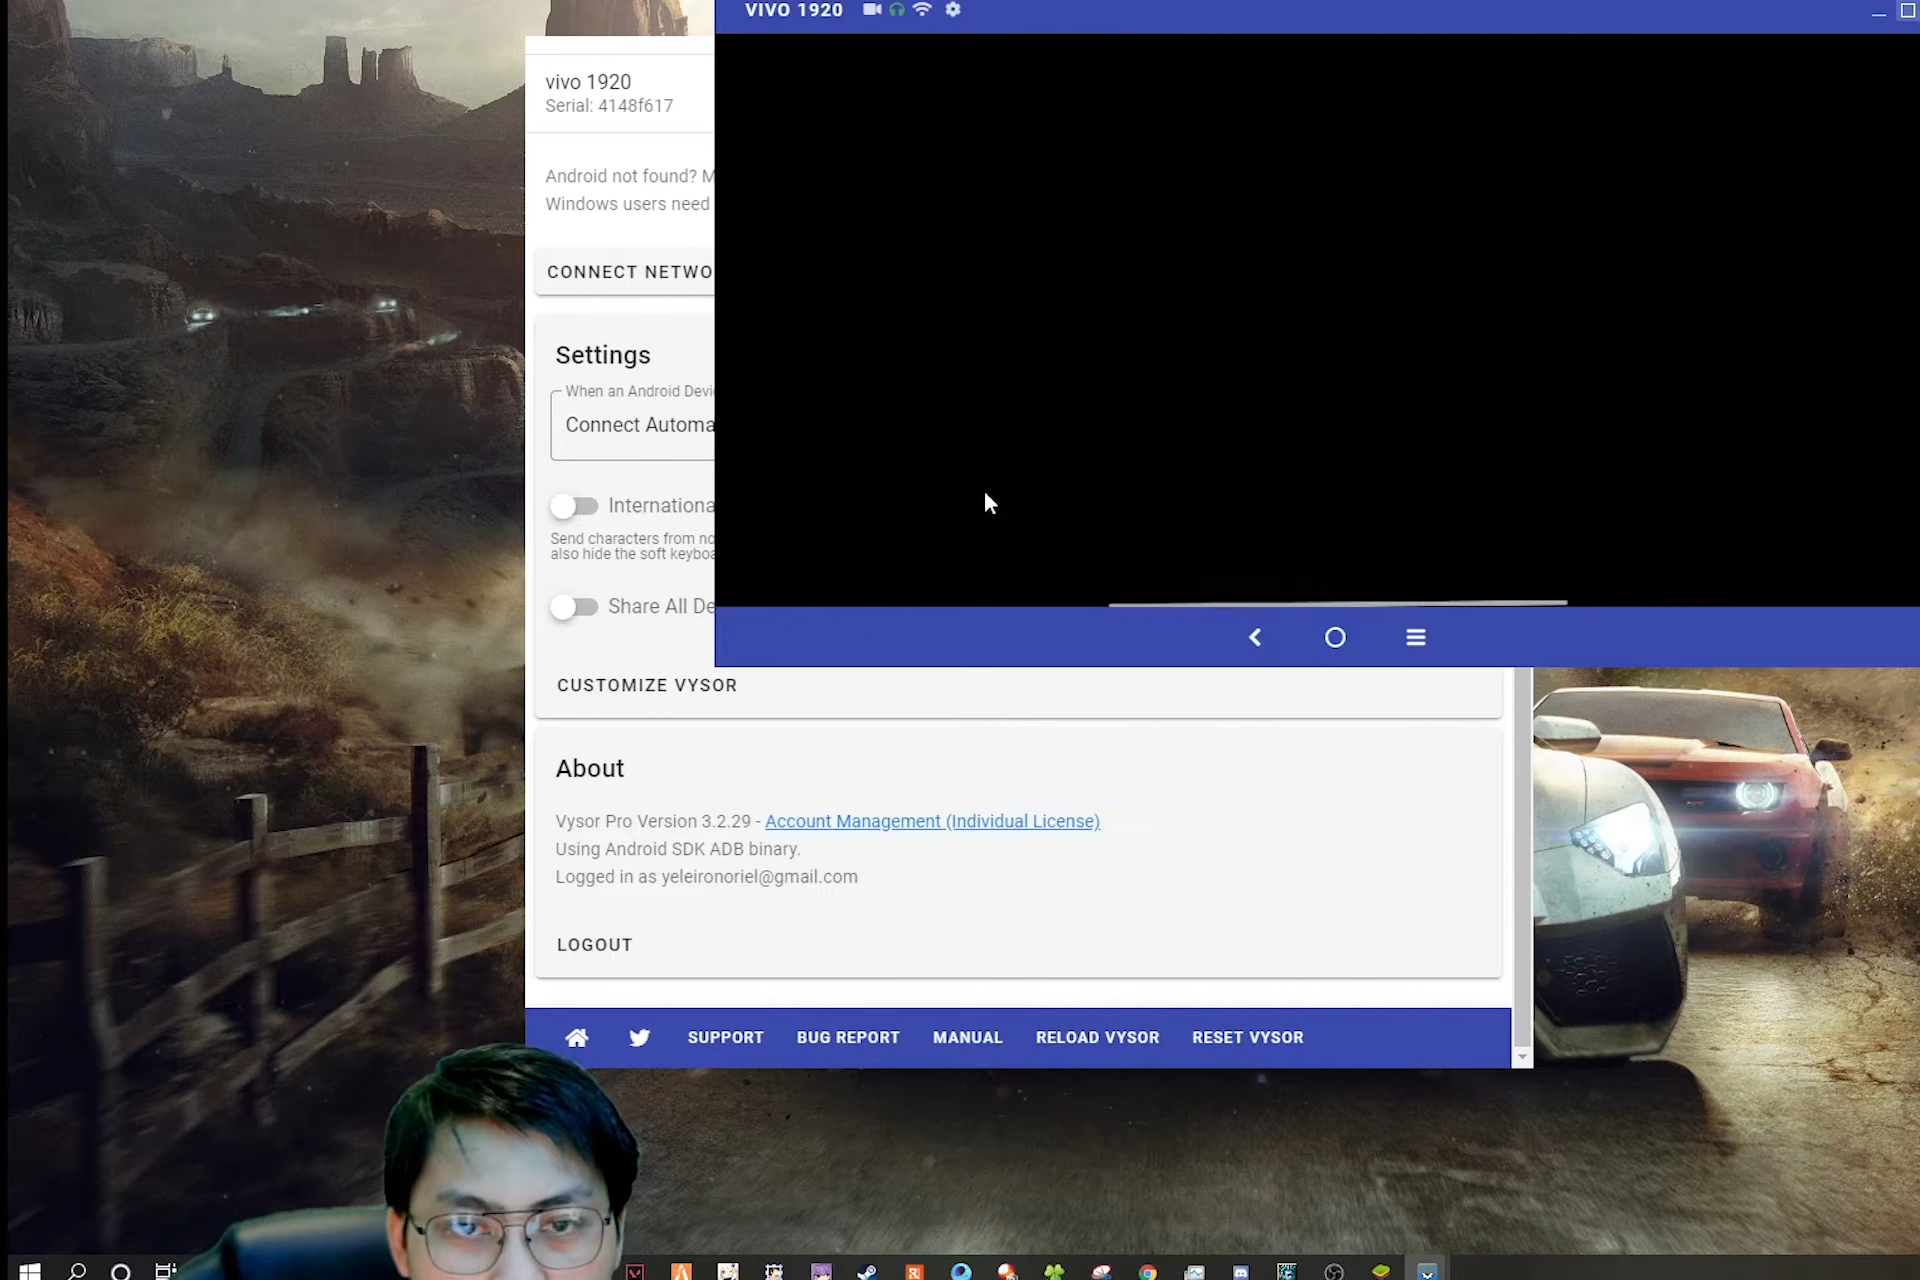 VIVO 1920
vivo 1920
Serial: 4148f617
Android not found? M
Windows users need
CONNECT NETWO
Settings
When an Android Devi
Connect Automa
Internationa
Send characters from no
also hide the soft keyboa
Share All De
CUSTOMIZE VYSOR
About
Vysor Pro Version 3.2.29 - Account Management (Individual License)
Using Android SDK ADB binary.
Logged in as yeleironoriel@gmail.com
LOGOUT
SUPPORT BUG REPORT MANUAL RELOAD VYSOR RESET VYSOR